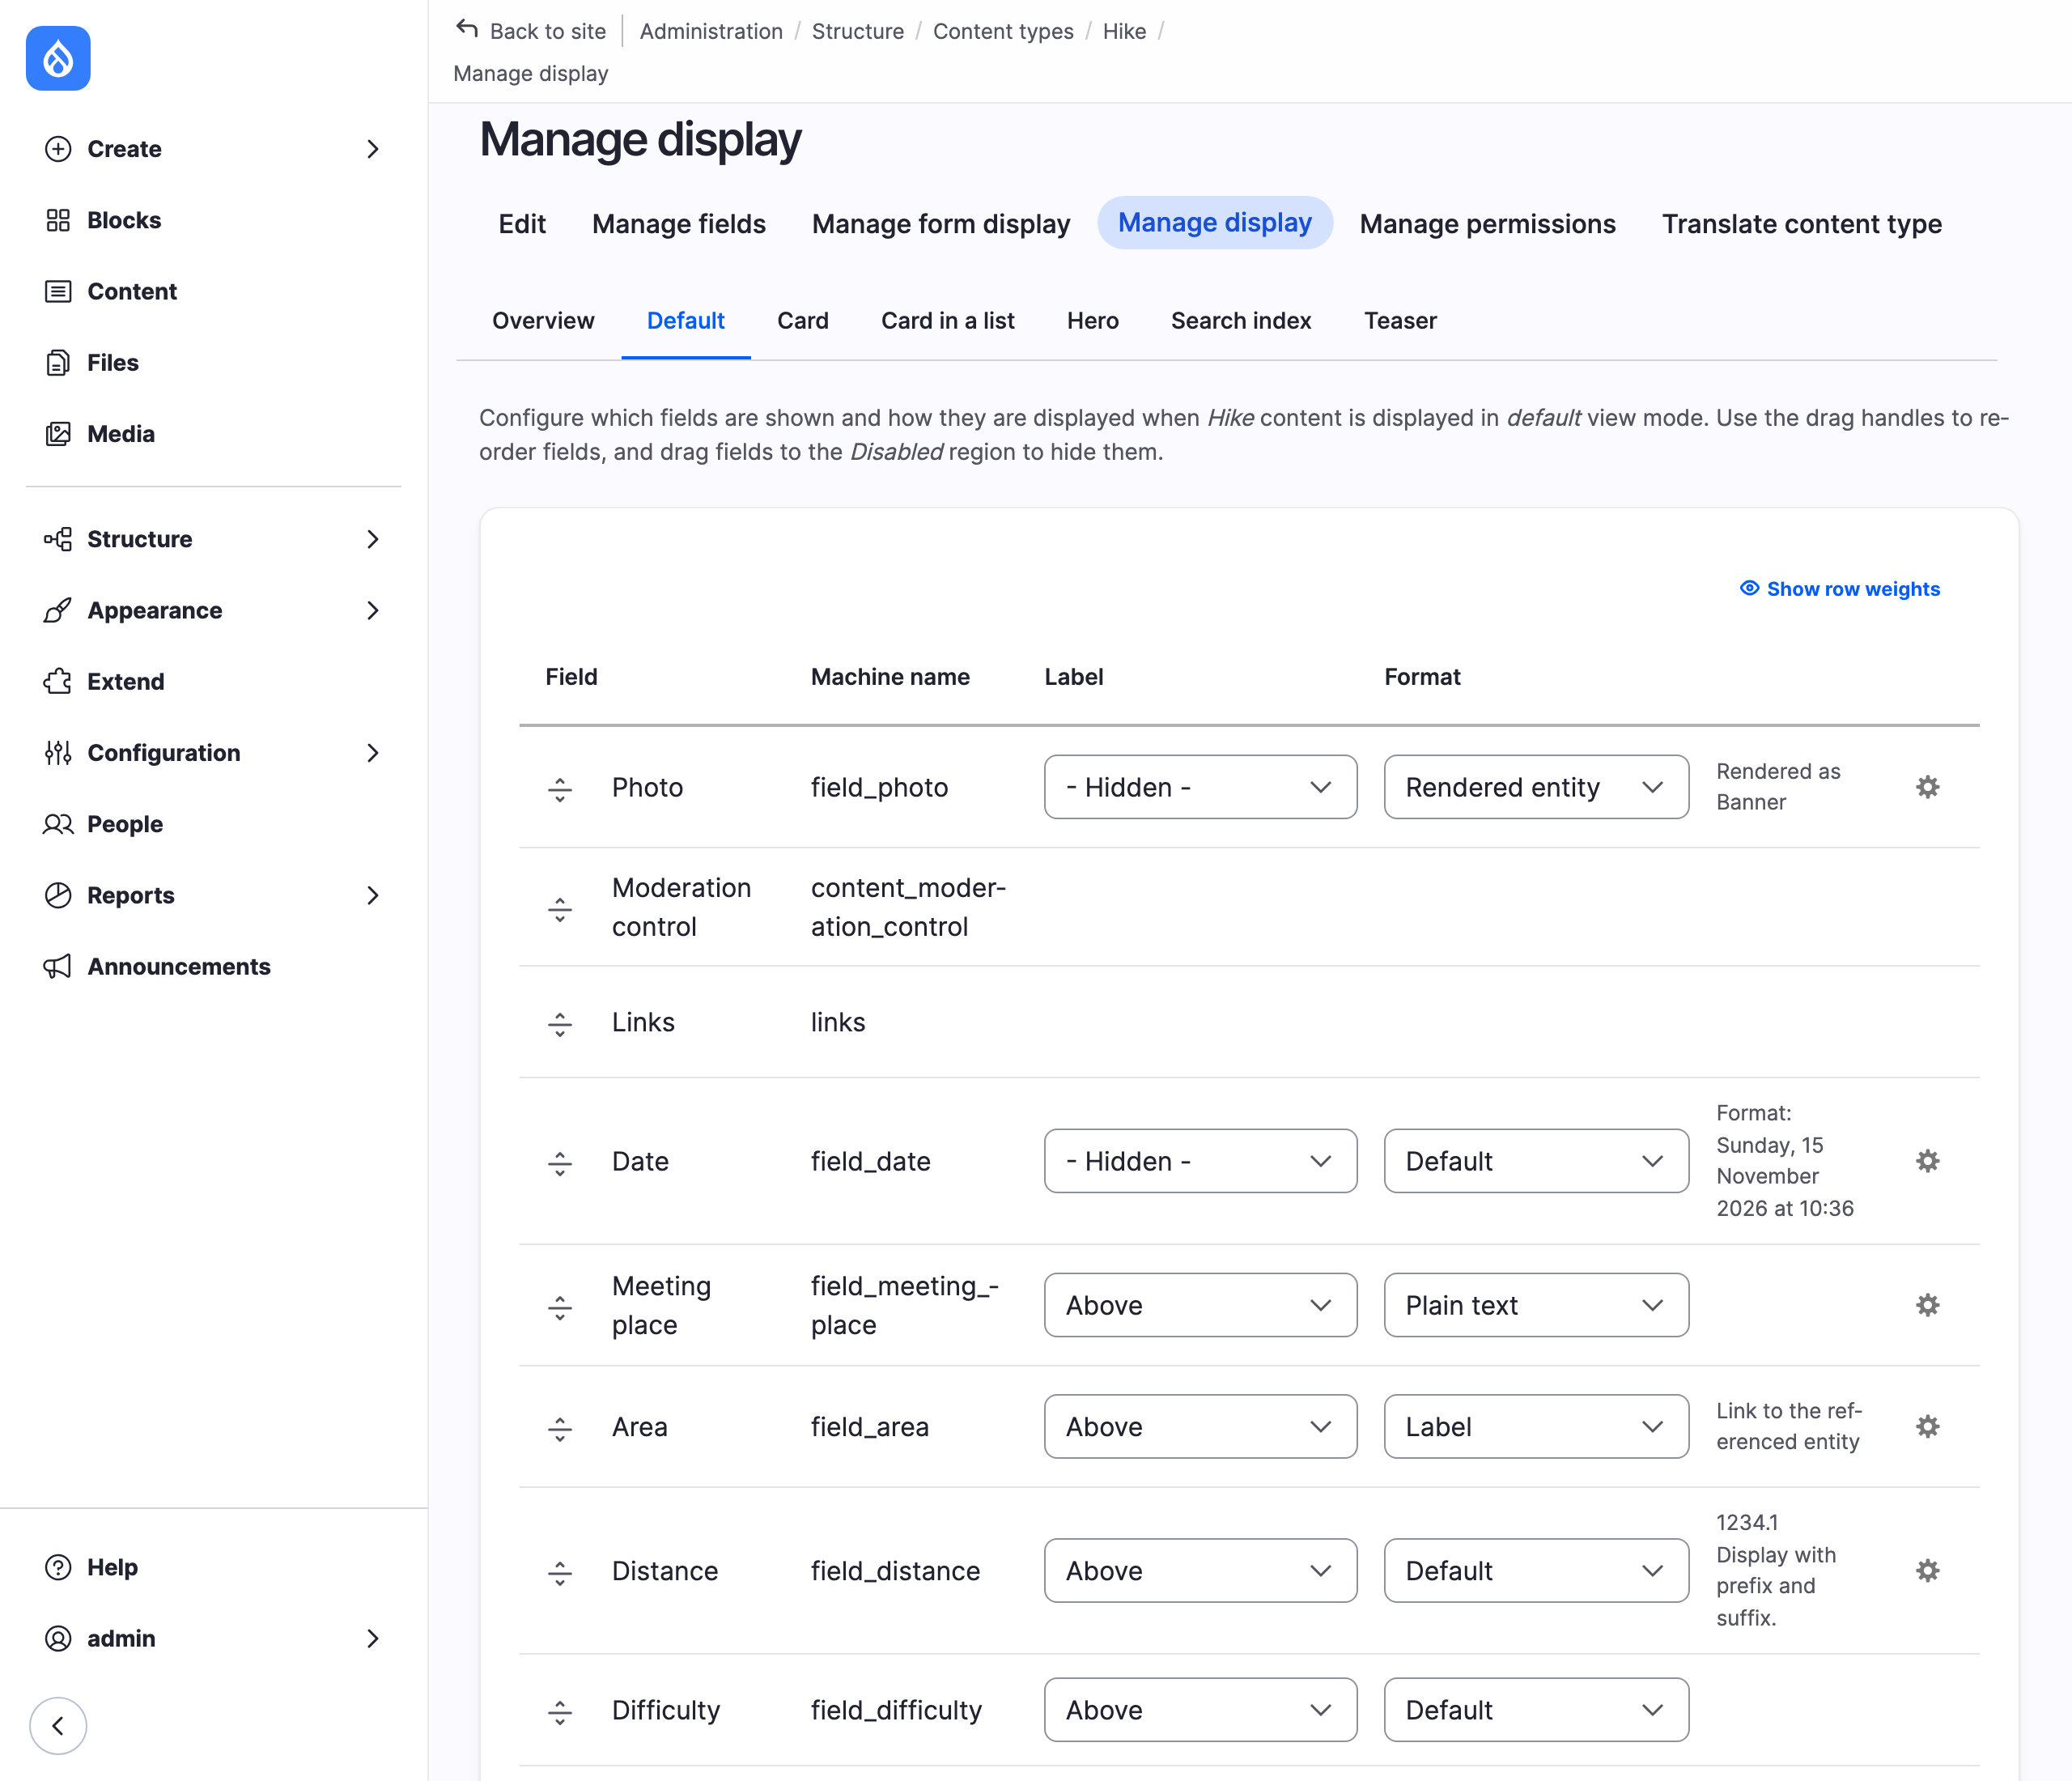 Back to site
Administration / Structure / Content types / Hike /
Manage display
Create
Blocks
Content
Files
Media
Structure
Appearance
Extend
Configuration
People
Reports
Announcements
Help
admin
Manage display
Edit Manage fields Manage form display Manage display Manage permissions Translate content type
Overview Default Card Card in a list Hero Search index Teaser
Configure which fields are shown and how they are displayed when Hike content is displayed in default view mode. Use the drag handles to re-
order fields, and drag fields to the Disabled region to hide them.
Show row weights
Field Machine name Label Format
Photo field_photo - Hidden - Rendered entity
Rendered as
Banner
Moderation
control
content_moder-
ation_control
Links links
Date field_date - Hidden - Default
Format:
Sunday, 15
November
2026 at 10:36
Meeting
place
field_meeting_-
place
Above Plain text
Area field_area Above Label
Link to the ref-
erenced entity
Distance field_distance Above Default
1234.1
Display with
prefix and
suffix.
Difficulty field_difficulty Above Default